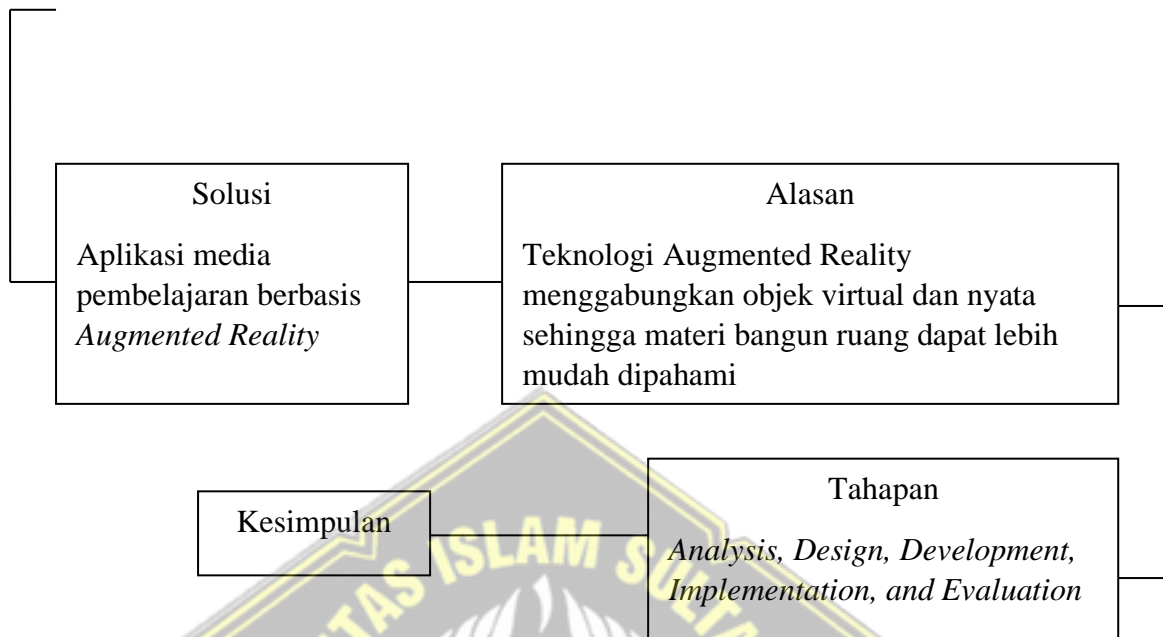 Solusi
Aplikasi media
pembelajaran berbasis
Augmented Reality
Alasan
Teknologi Augmented Reality
menggabungkan objek virtual dan nyata
sehingga materi bangun ruang dapat lebih
mudah dipahami
Tahapan
Analysis, Design, Development,
Implementation, and Evaluation
Kesimpulan
ISLAM